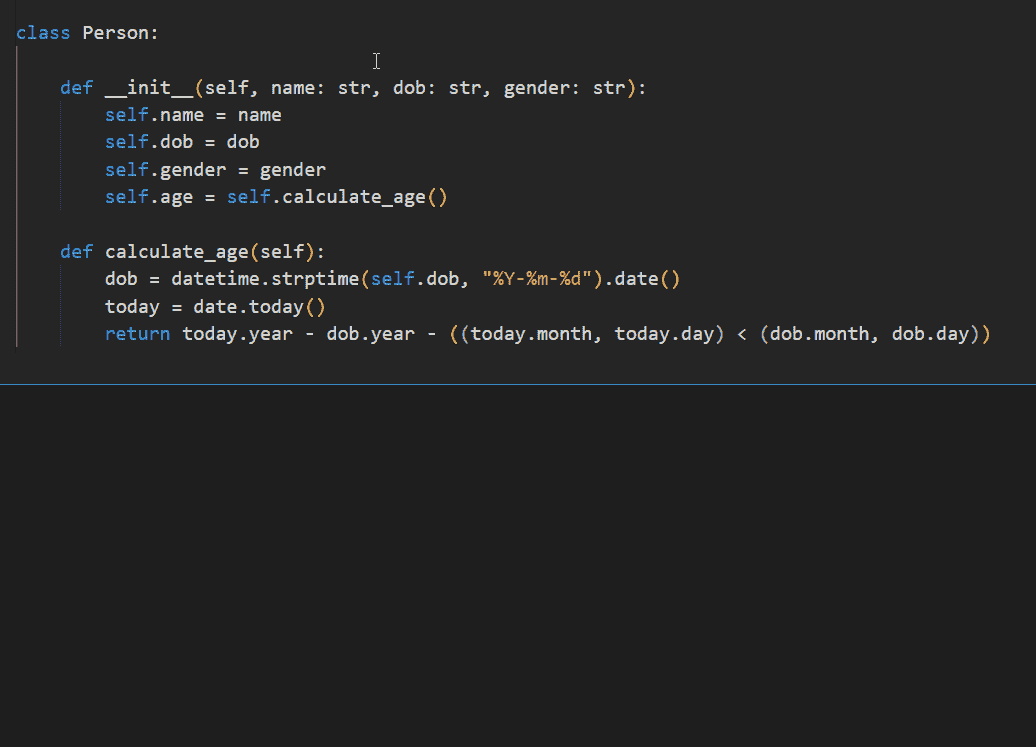 class Person:
def __init__(self, name: str, dob: str, gender: str):
self.name = name
self.dob = dob
self.gender = gender
self.age = self.calculate_age()
def calculate_age(self):
dob = datetime.strptime(self.dob, "%Y-%m-%d").date()
today = date.today()
return today.year - dob.year - ((today.month, today.day) < (dob.month, dob.day))